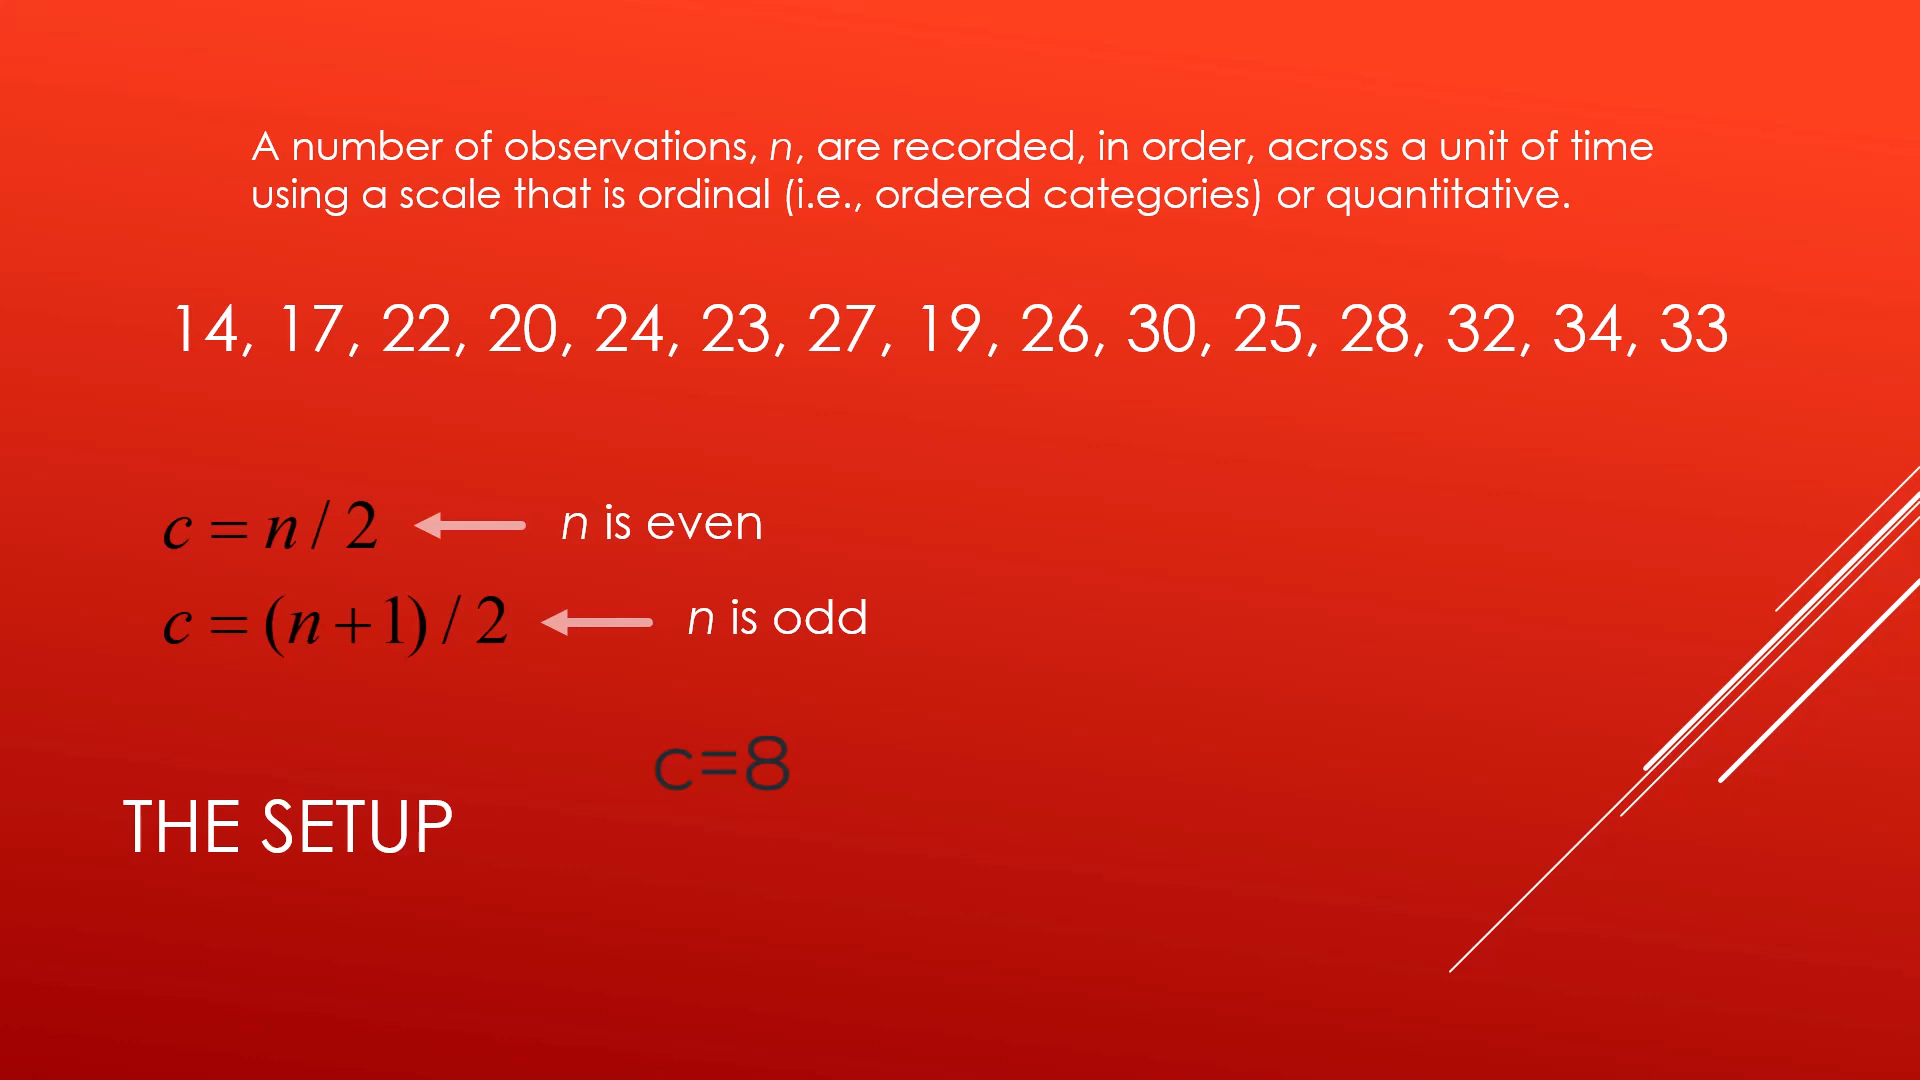 A number of observations, n, are recorded, in order, across a unit of time
using a scale that is ordinal (i.e., ordered categories) or quantitative.
14, 17, 22, 20, 24, 23, 27, 19, 26, 30, 25, 28, 32, 34, 33
c = n / 2 n is even
c = (n + 1) / 2 n is odd
c=8
THE SETUP